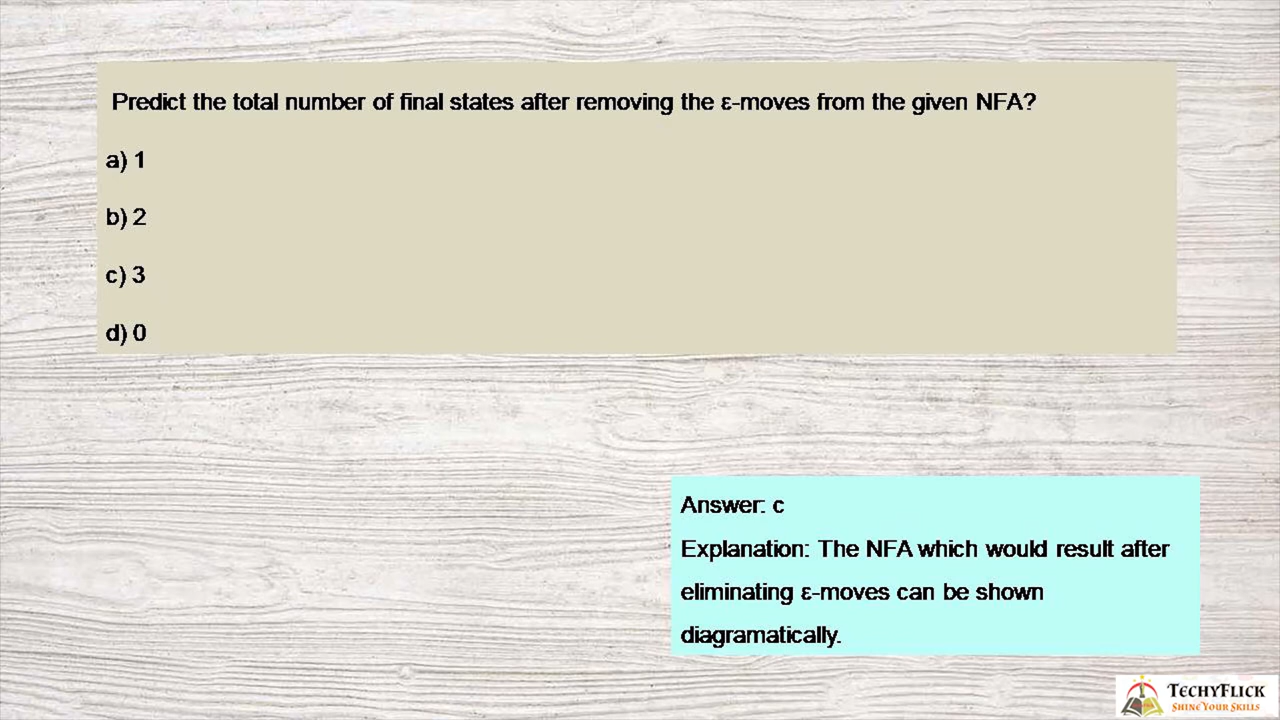 Predict the total number of final states after removing the ε-moves from the given NFA?
a) 1
b) 2
c) 3
d) 0
Answer: c
Explanation: The NFA which would result after
eliminating ε-moves can be shown
diagramatically.
TECHYFLICK
SHINE YOUR SKILLS